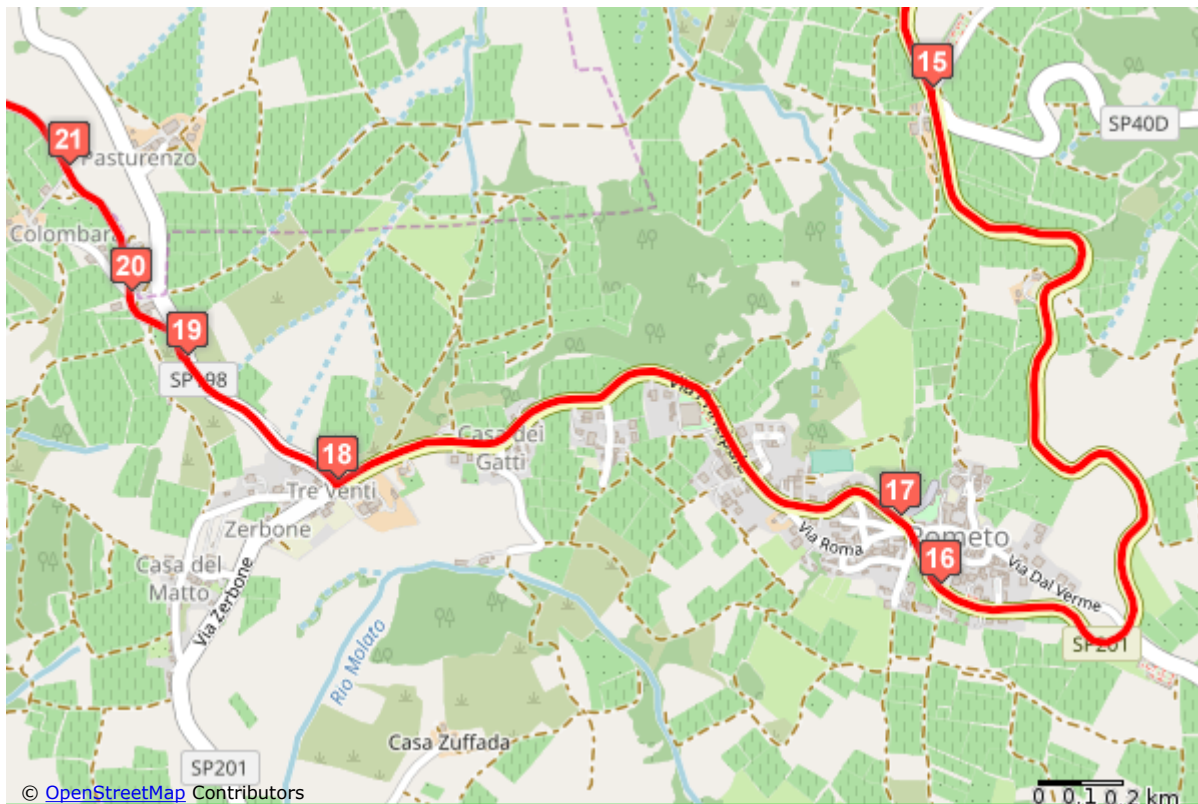 15
SP40D
21
Pasturenzo
Colombar
20
19
SP198
18
Tre Venti
Casa dei
Gatti
Zerbone
Casa del
Matto
Via Zerbone
17
Pometo
16
Via Roma
Via Dal Verme
SP201
Rio Molato
Casa Zuffada
SP201
© OpenStreetMap Contributors
0 0.1 0.2 km